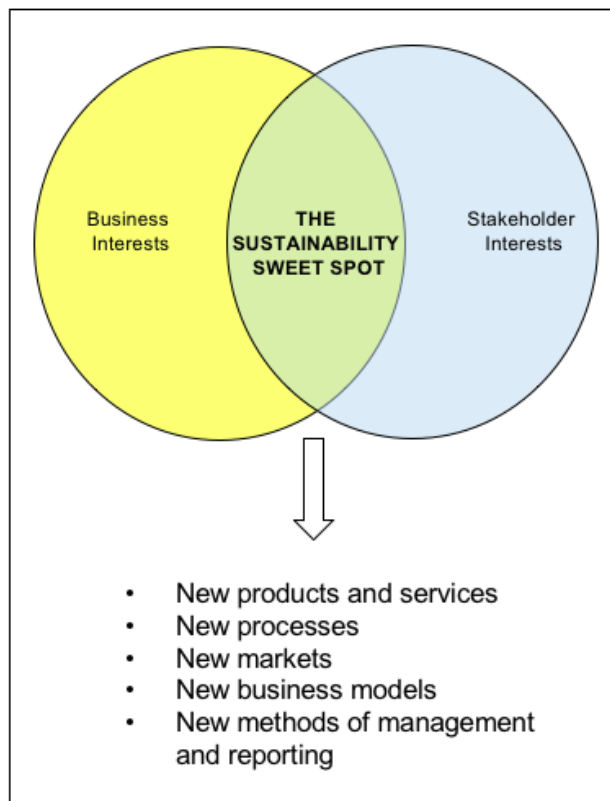 Business
Interests
THE
SUSTAINABILITY
SWEET SPOT
Stakeholder
Interests
• New products and services
• New processes
• New markets
• New business models
• New methods of management
and reporting